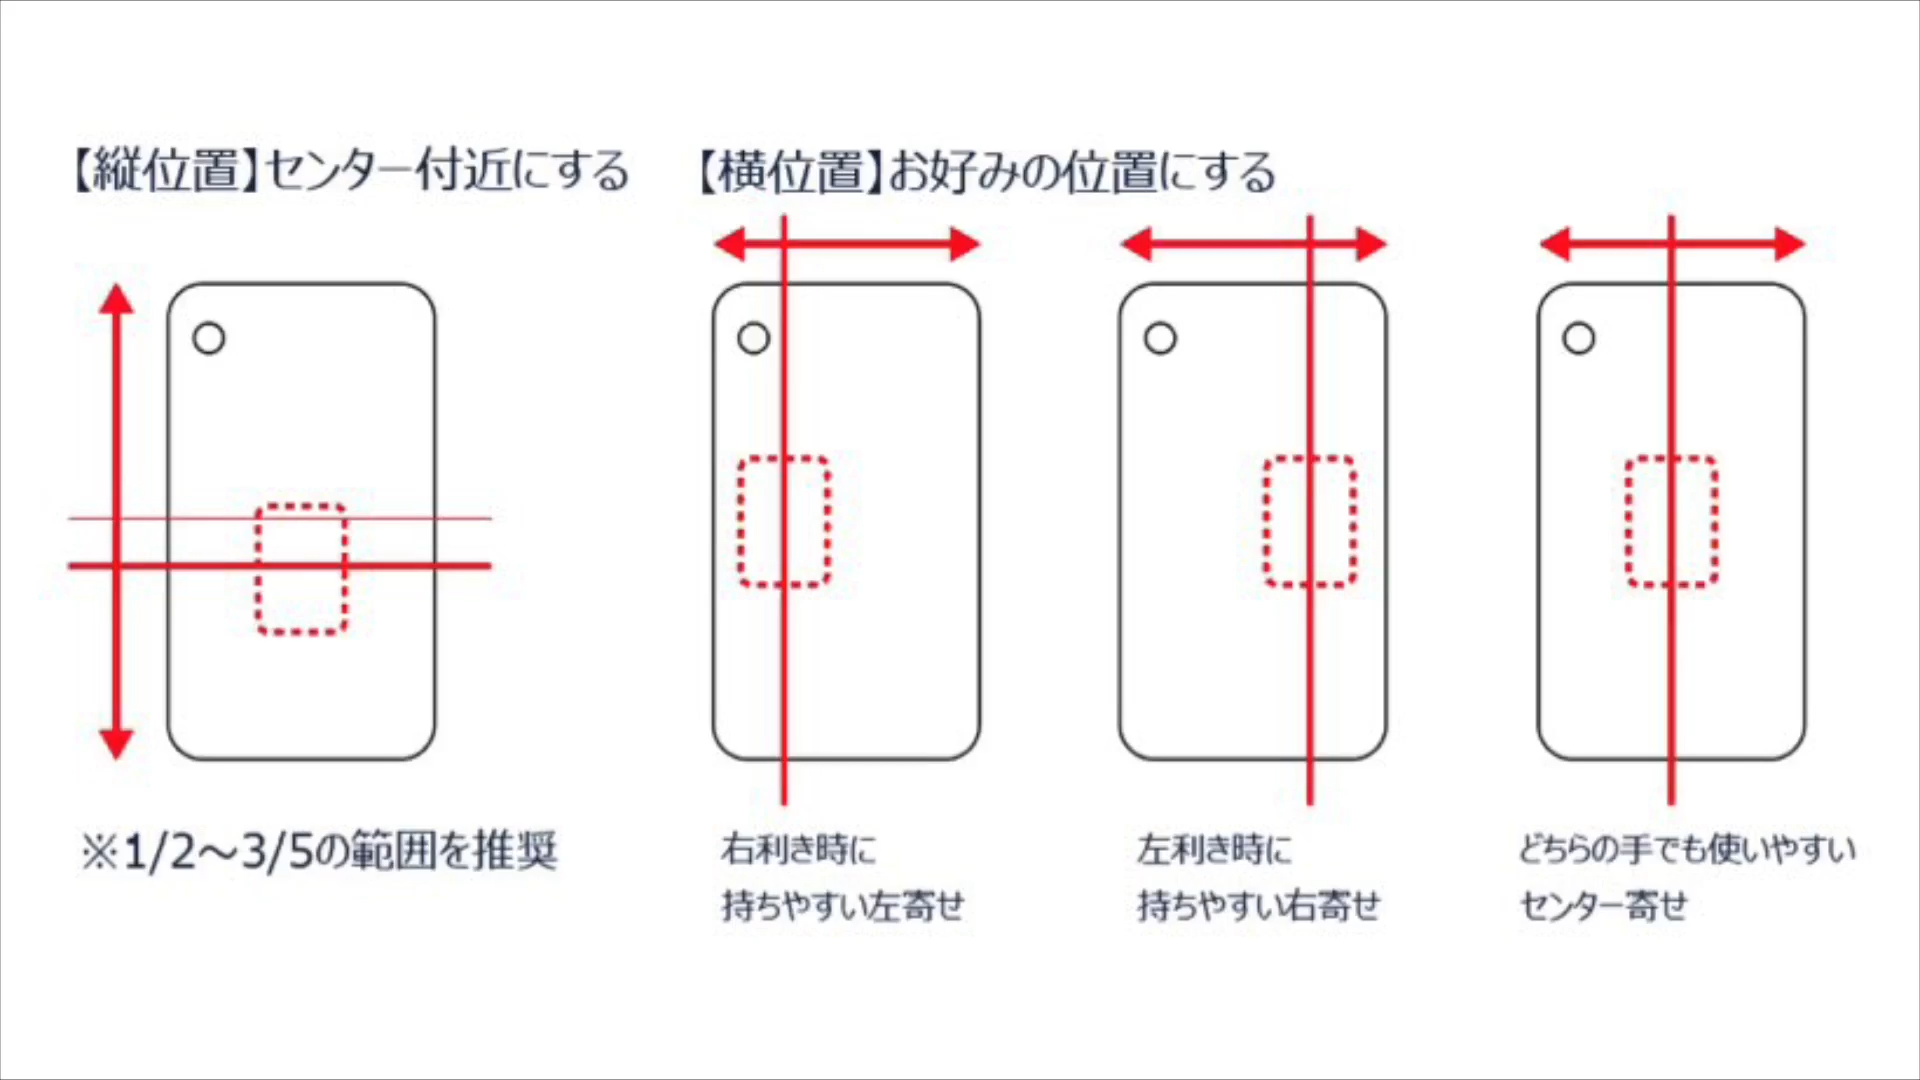 【縦位置】センター付近にする
【横位置】お好みの位置にする
※1/2～3/5の範囲を推奨
右利き時に
持ちやすい左寄せ
左利き時に
持ちやすい右寄せ
どちらの手でも使いやすい
センター寄せ